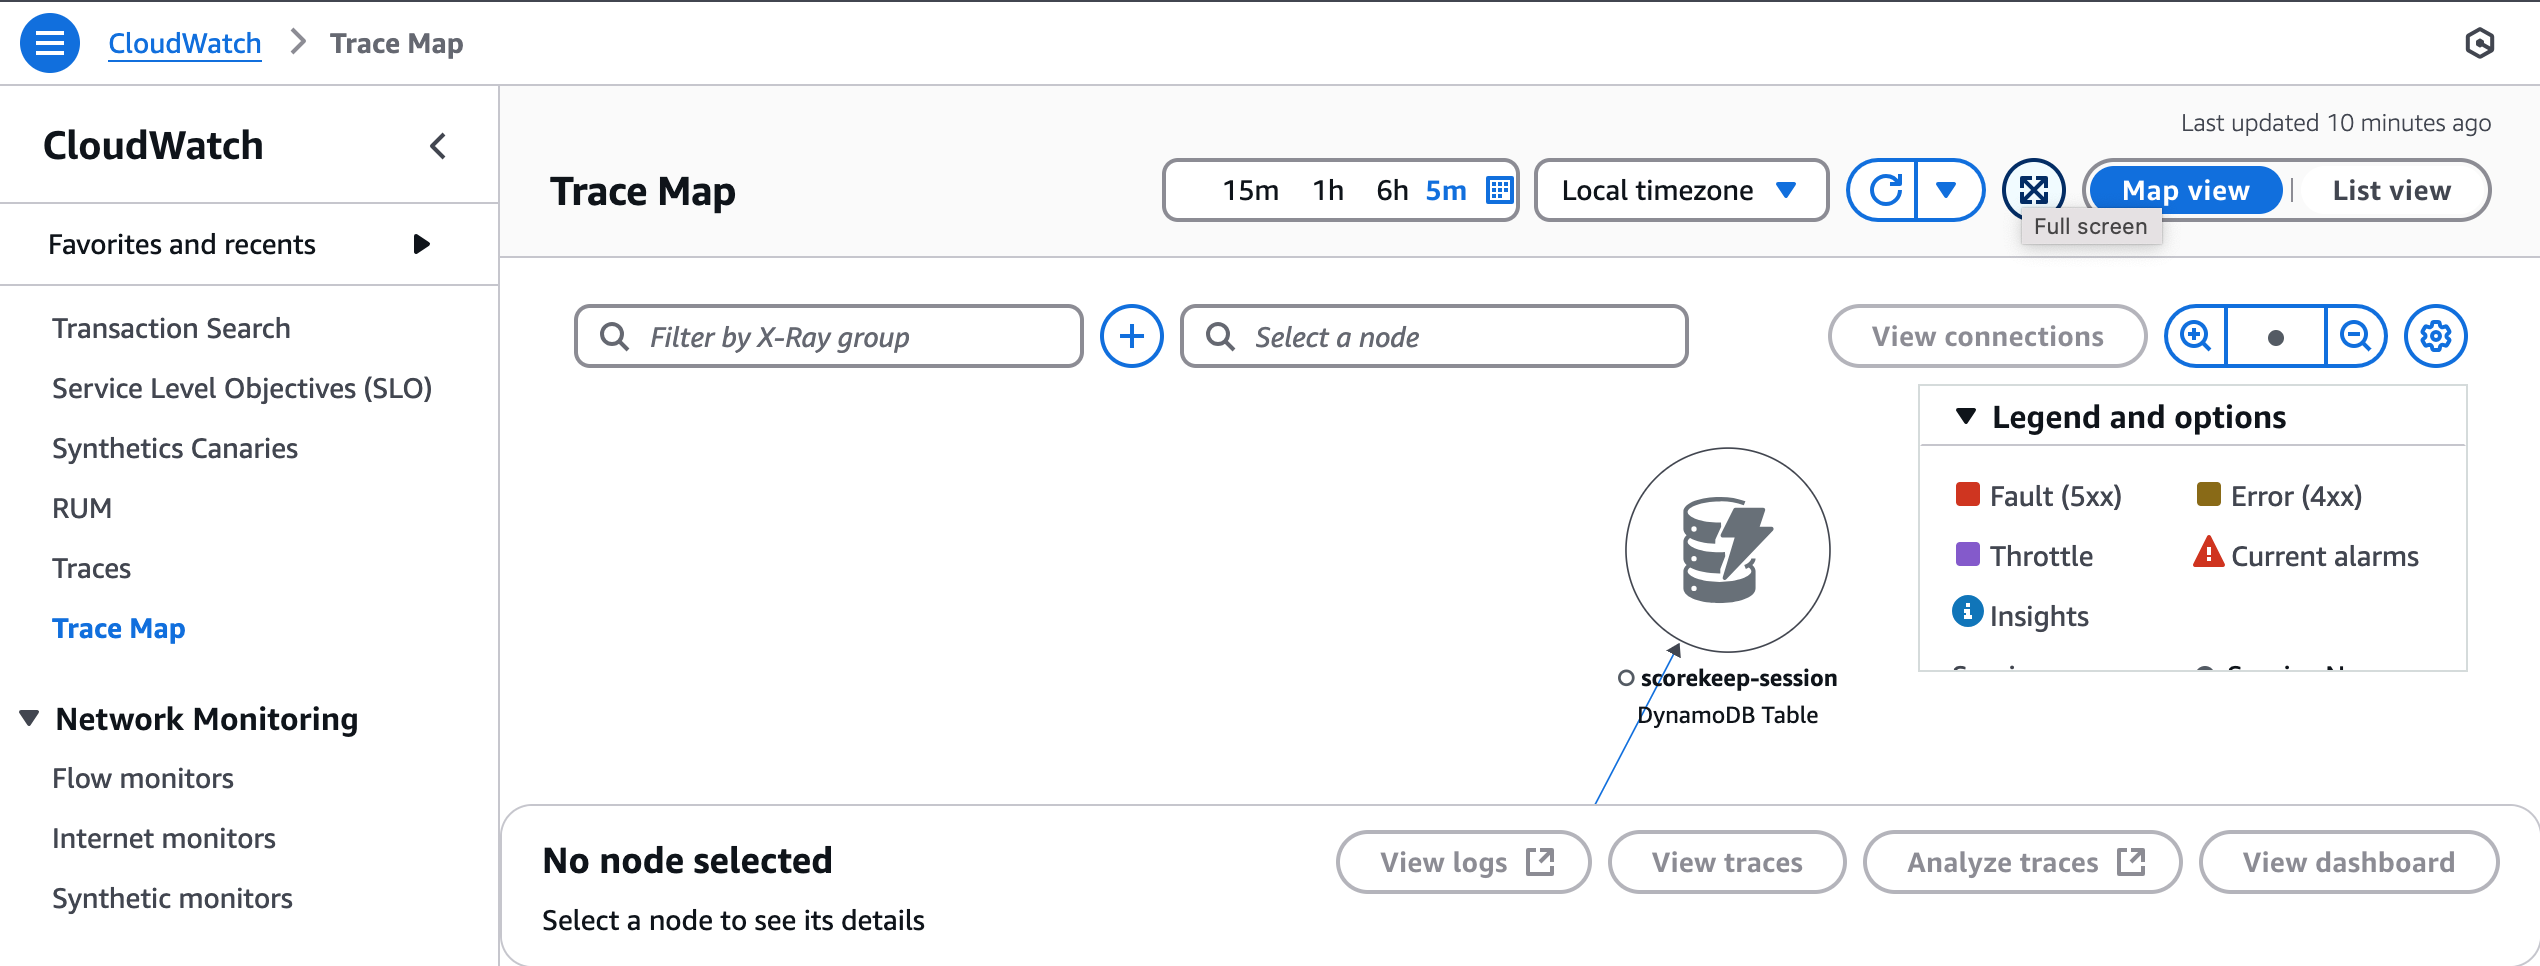 CloudWatch > Trace Map
CloudWatch
Favorites and recents
Transaction Search
Service Level Objectives (SLO)
Synthetics Canaries
RUM
Traces
Trace Map
Network Monitoring
Flow monitors
Internet monitors
Synthetic monitors
Last updated 10 minutes ago
Trace Map
15m 1h 6h 5m Local timezone Map view | List view
Full screen
Filter by X-Ray group Select a node View connections
Legend and options
Fault (5xx) Error (4xx)
Throttle Current alarms
Insights
scorekeep-session
DynamoDB Table
No node selected
View logs View traces Analyze traces View dashboard
Select a node to see its details